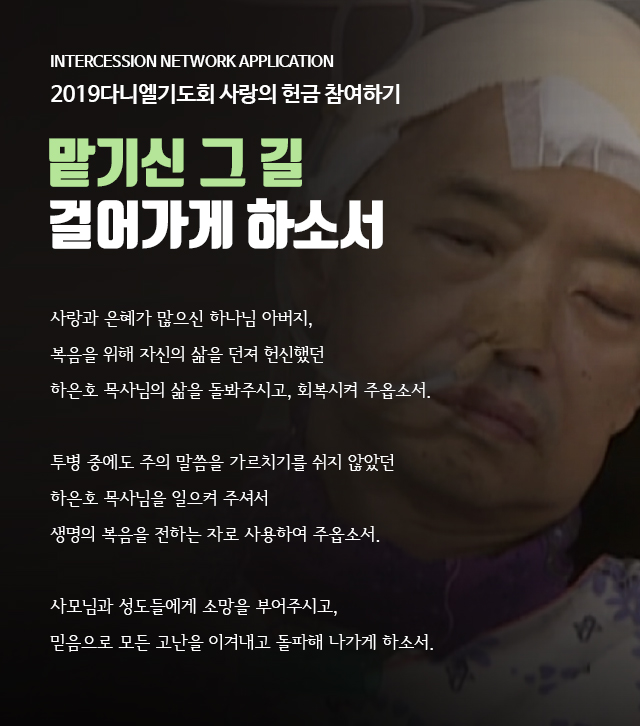 INTERCESSION NETWORK APPLICATION
2019다니엘기도회 사랑의 헌금 참여하기
맡기신 그 길
걸어가게 하소서
사랑과 은혜가 많으신 하나님 아버지,
복음을 위해 자신의 삶을 던져 헌신했던
하은호 목사님의 삶을 돌봐주시고, 회복시켜 주옵소서.
투병 중에도 주의 말씀을 가르치기를 쉬지 않았던
하은호 목사님을 일으켜 주셔서
생명의 복음을 전하는 자로 사용하여 주옵소서.
사모님과 성도들에게 소망을 부어주시고,
믿음으로 모든 고난을 이겨내고 돌파해 나가게 하소서.